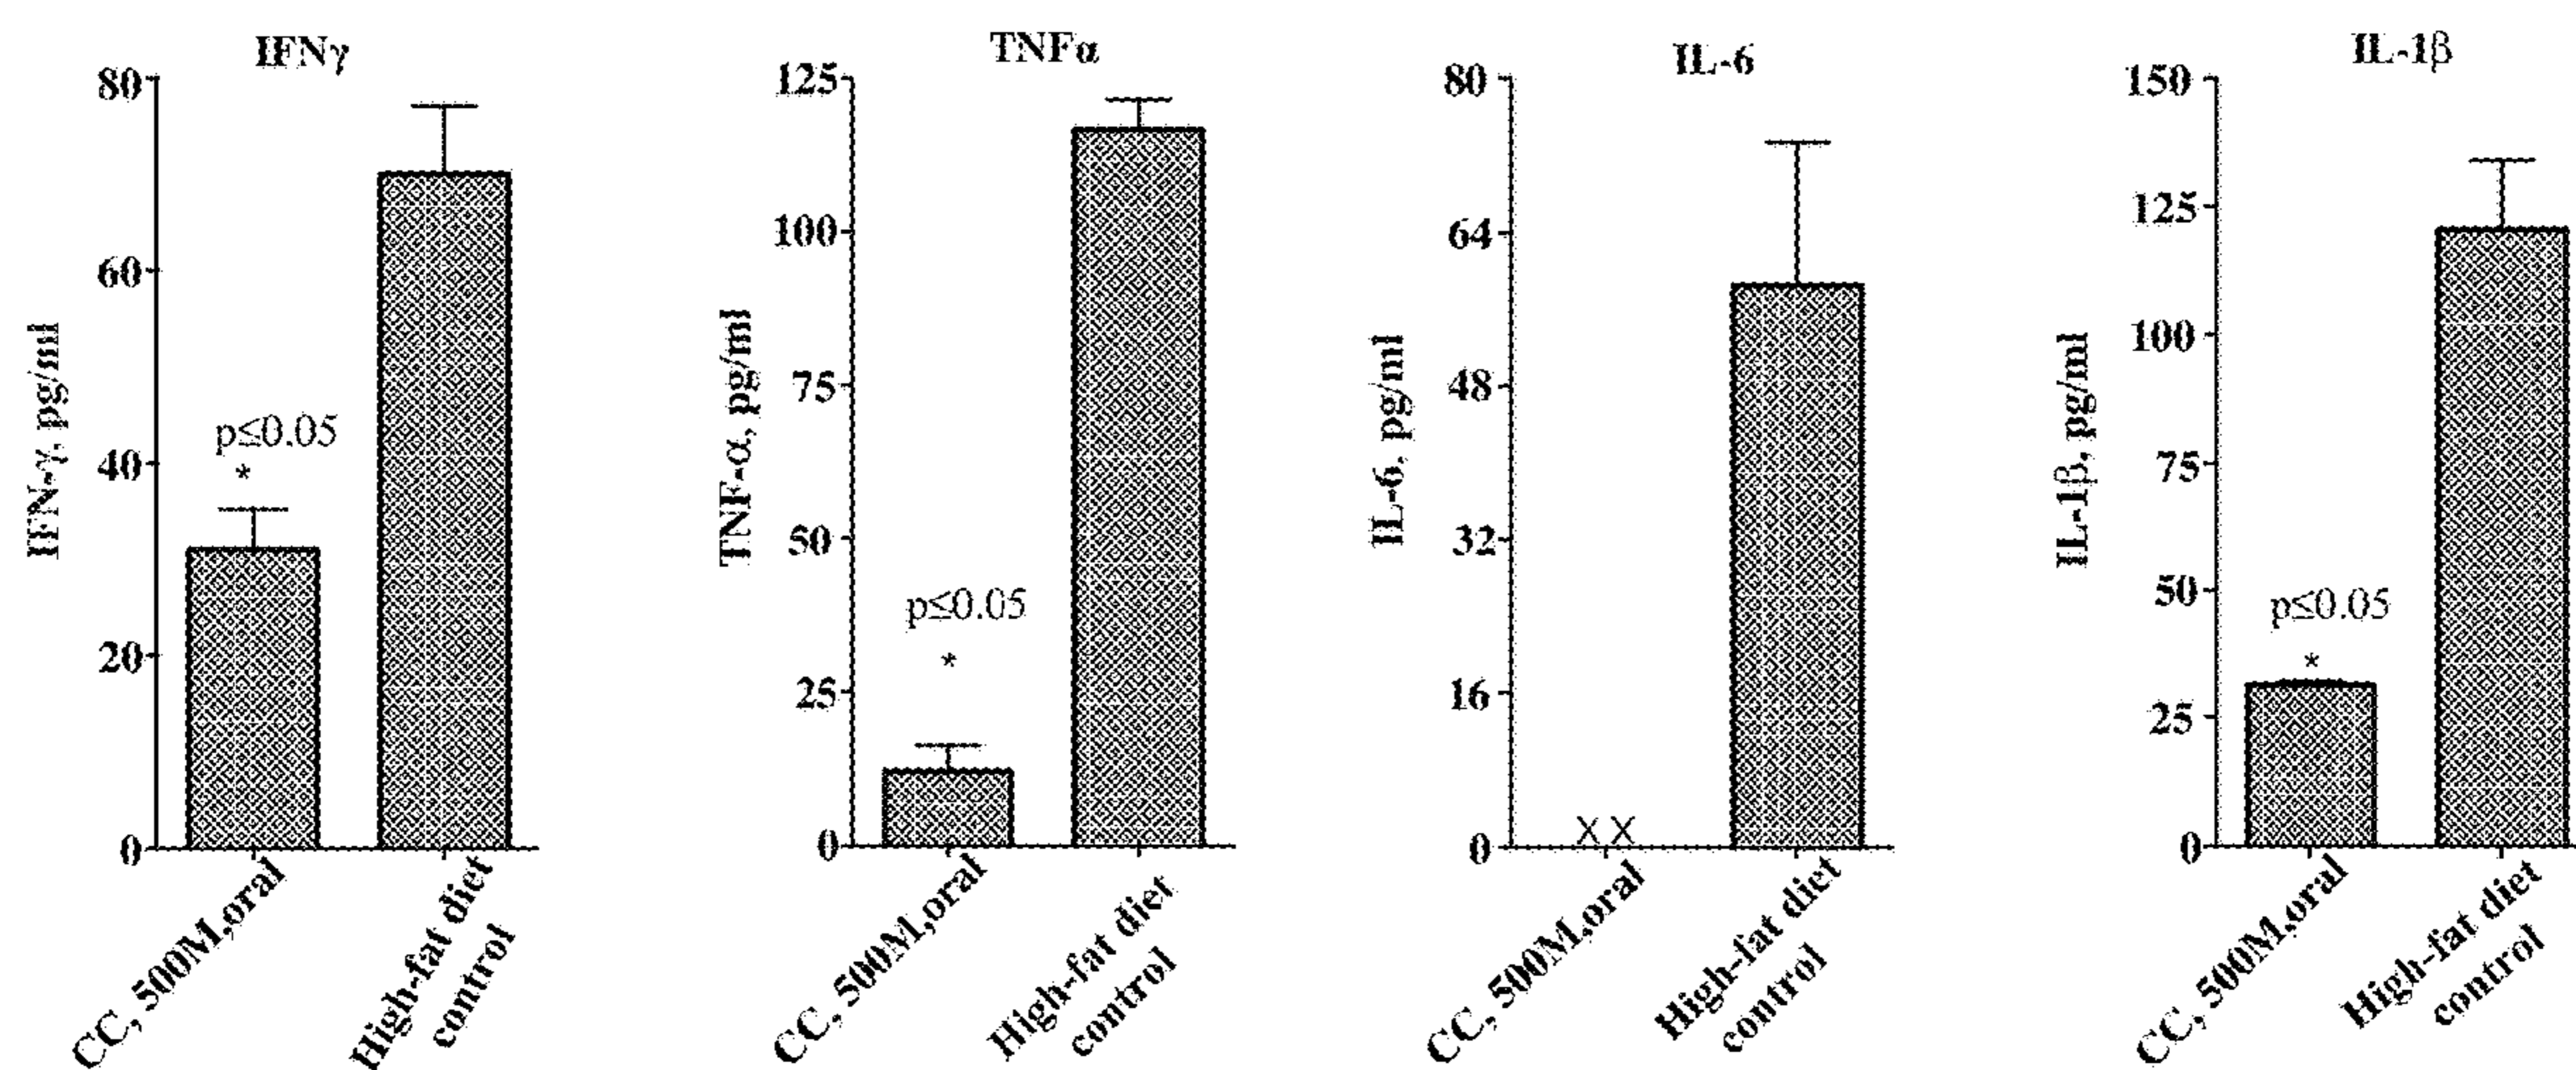 IFNγ
IFN-γ, pg/ml
80
60
40
20
0
p≤0.05
*
CC, 500M,oral
High-fat diet
control
TNFα
TNF-α, pg/ml
125
100
75
50
25
0
p≤0.05
*
CC, 500M,oral
High-fat diet
control
IL-6
IL-6, pg/ml
80
64
48
32
16
0
X X
CC, 500M,oral
High-fat diet
control
IL-1β
IL-1β, pg/ml
150
125
100
75
50
25
0
p≤0.05
*
CC, 500M,oral
High-fat diet
control